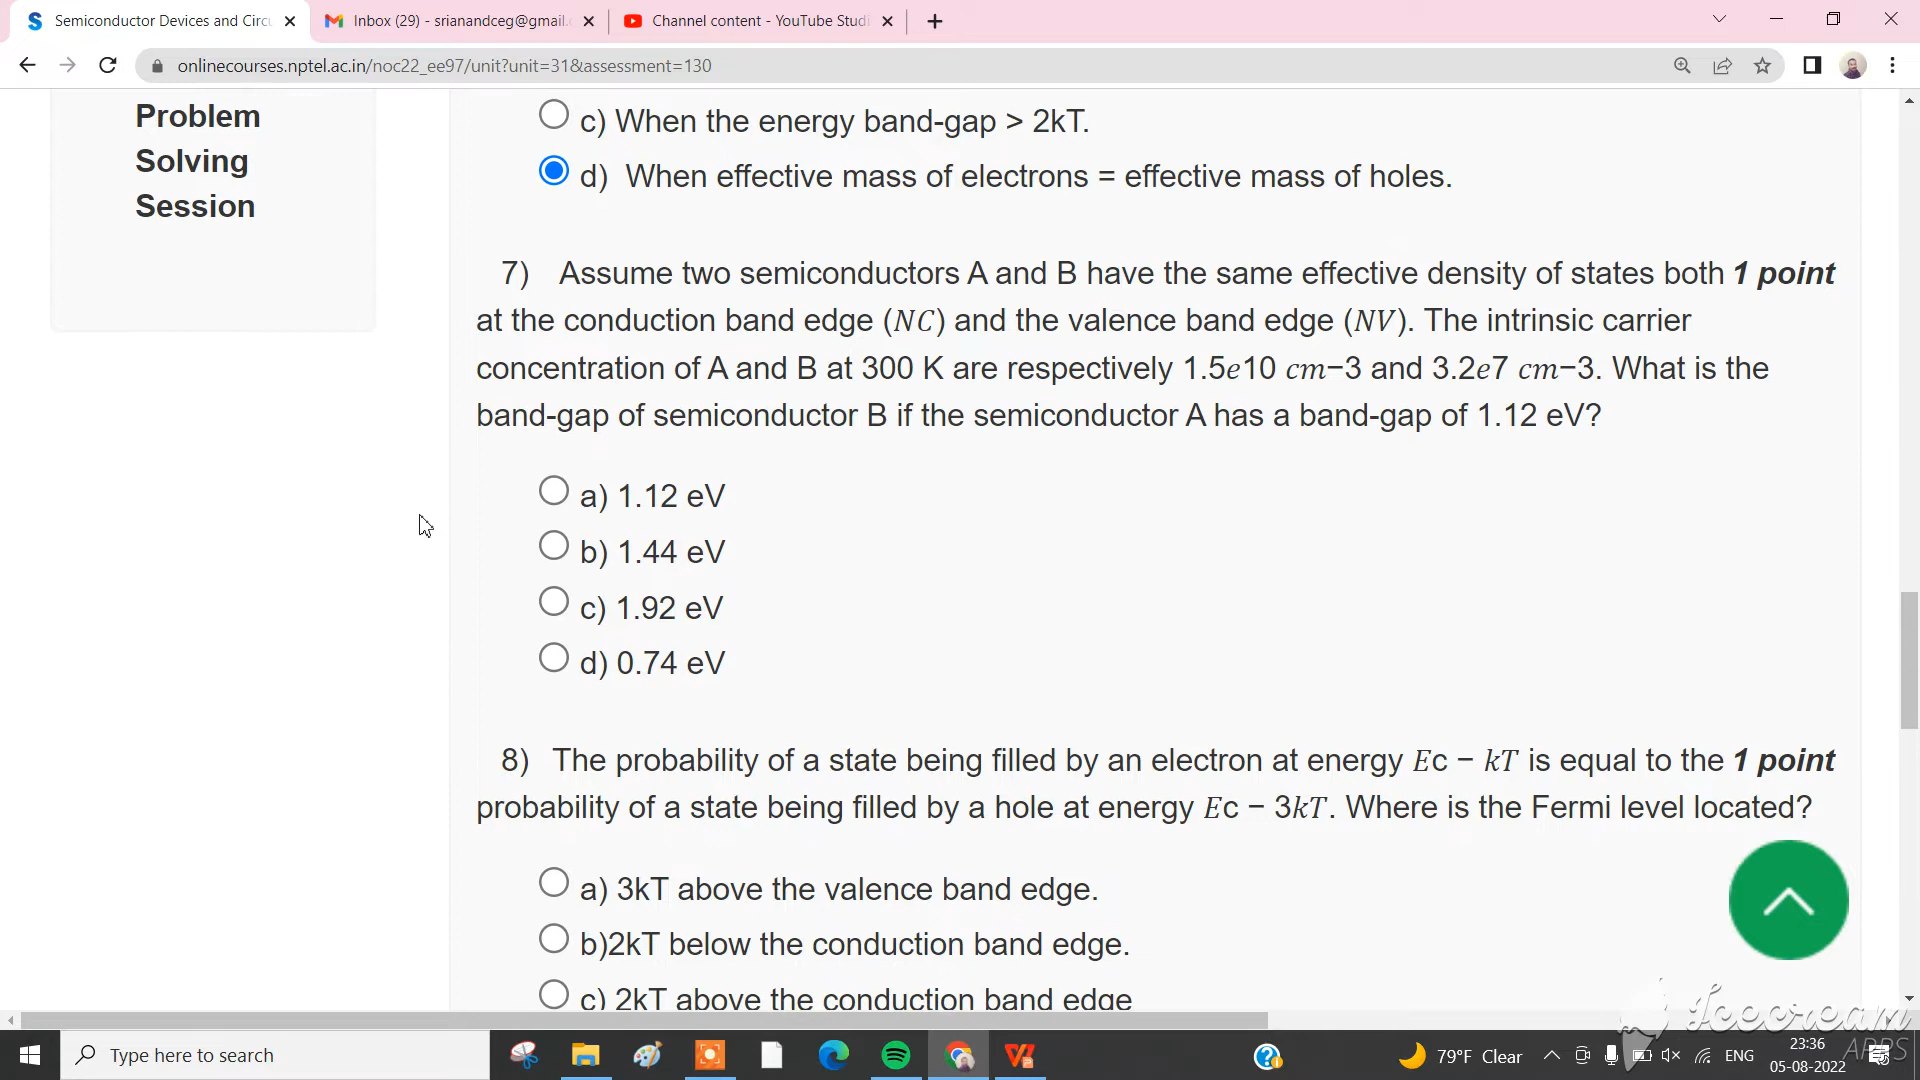 Semiconductor Devices and Circu
Inbox (29) - srianandceg@gmail.c
Channel content - YouTube Studi
onlinecourses.nptel.ac.in/noc22_ee97/unit?unit=31&assessment=130
Problem
Solving
Session
c) When the energy band-gap > 2kT.
d) When effective mass of electrons = effective mass of holes.
7) Assume two semiconductors A and B have the same effective density of states both 1 point
at the conduction band edge (NC) and the valence band edge (NV). The intrinsic carrier
concentration of A and B at 300 K are respectively 1.5e10 cm−3 and 3.2e7 cm−3. What is the
band-gap of semiconductor B if the semiconductor A has a band-gap of 1.12 eV?
a) 1.12 eV
b) 1.44 eV
c) 1.92 eV
d) 0.74 eV
8) The probability of a state being filled by an electron at energy Ec − kT is equal to the 1 point
probability of a state being filled by a hole at energy Ec − 3kT. Where is the Fermi level located?
a) 3kT above the valence band edge.
b)2kT below the conduction band edge.
c) 2kT above the conduction band edge
Icecream
APPS
Type here to search
79°F Clear
ENG
23:36
05-08-2022